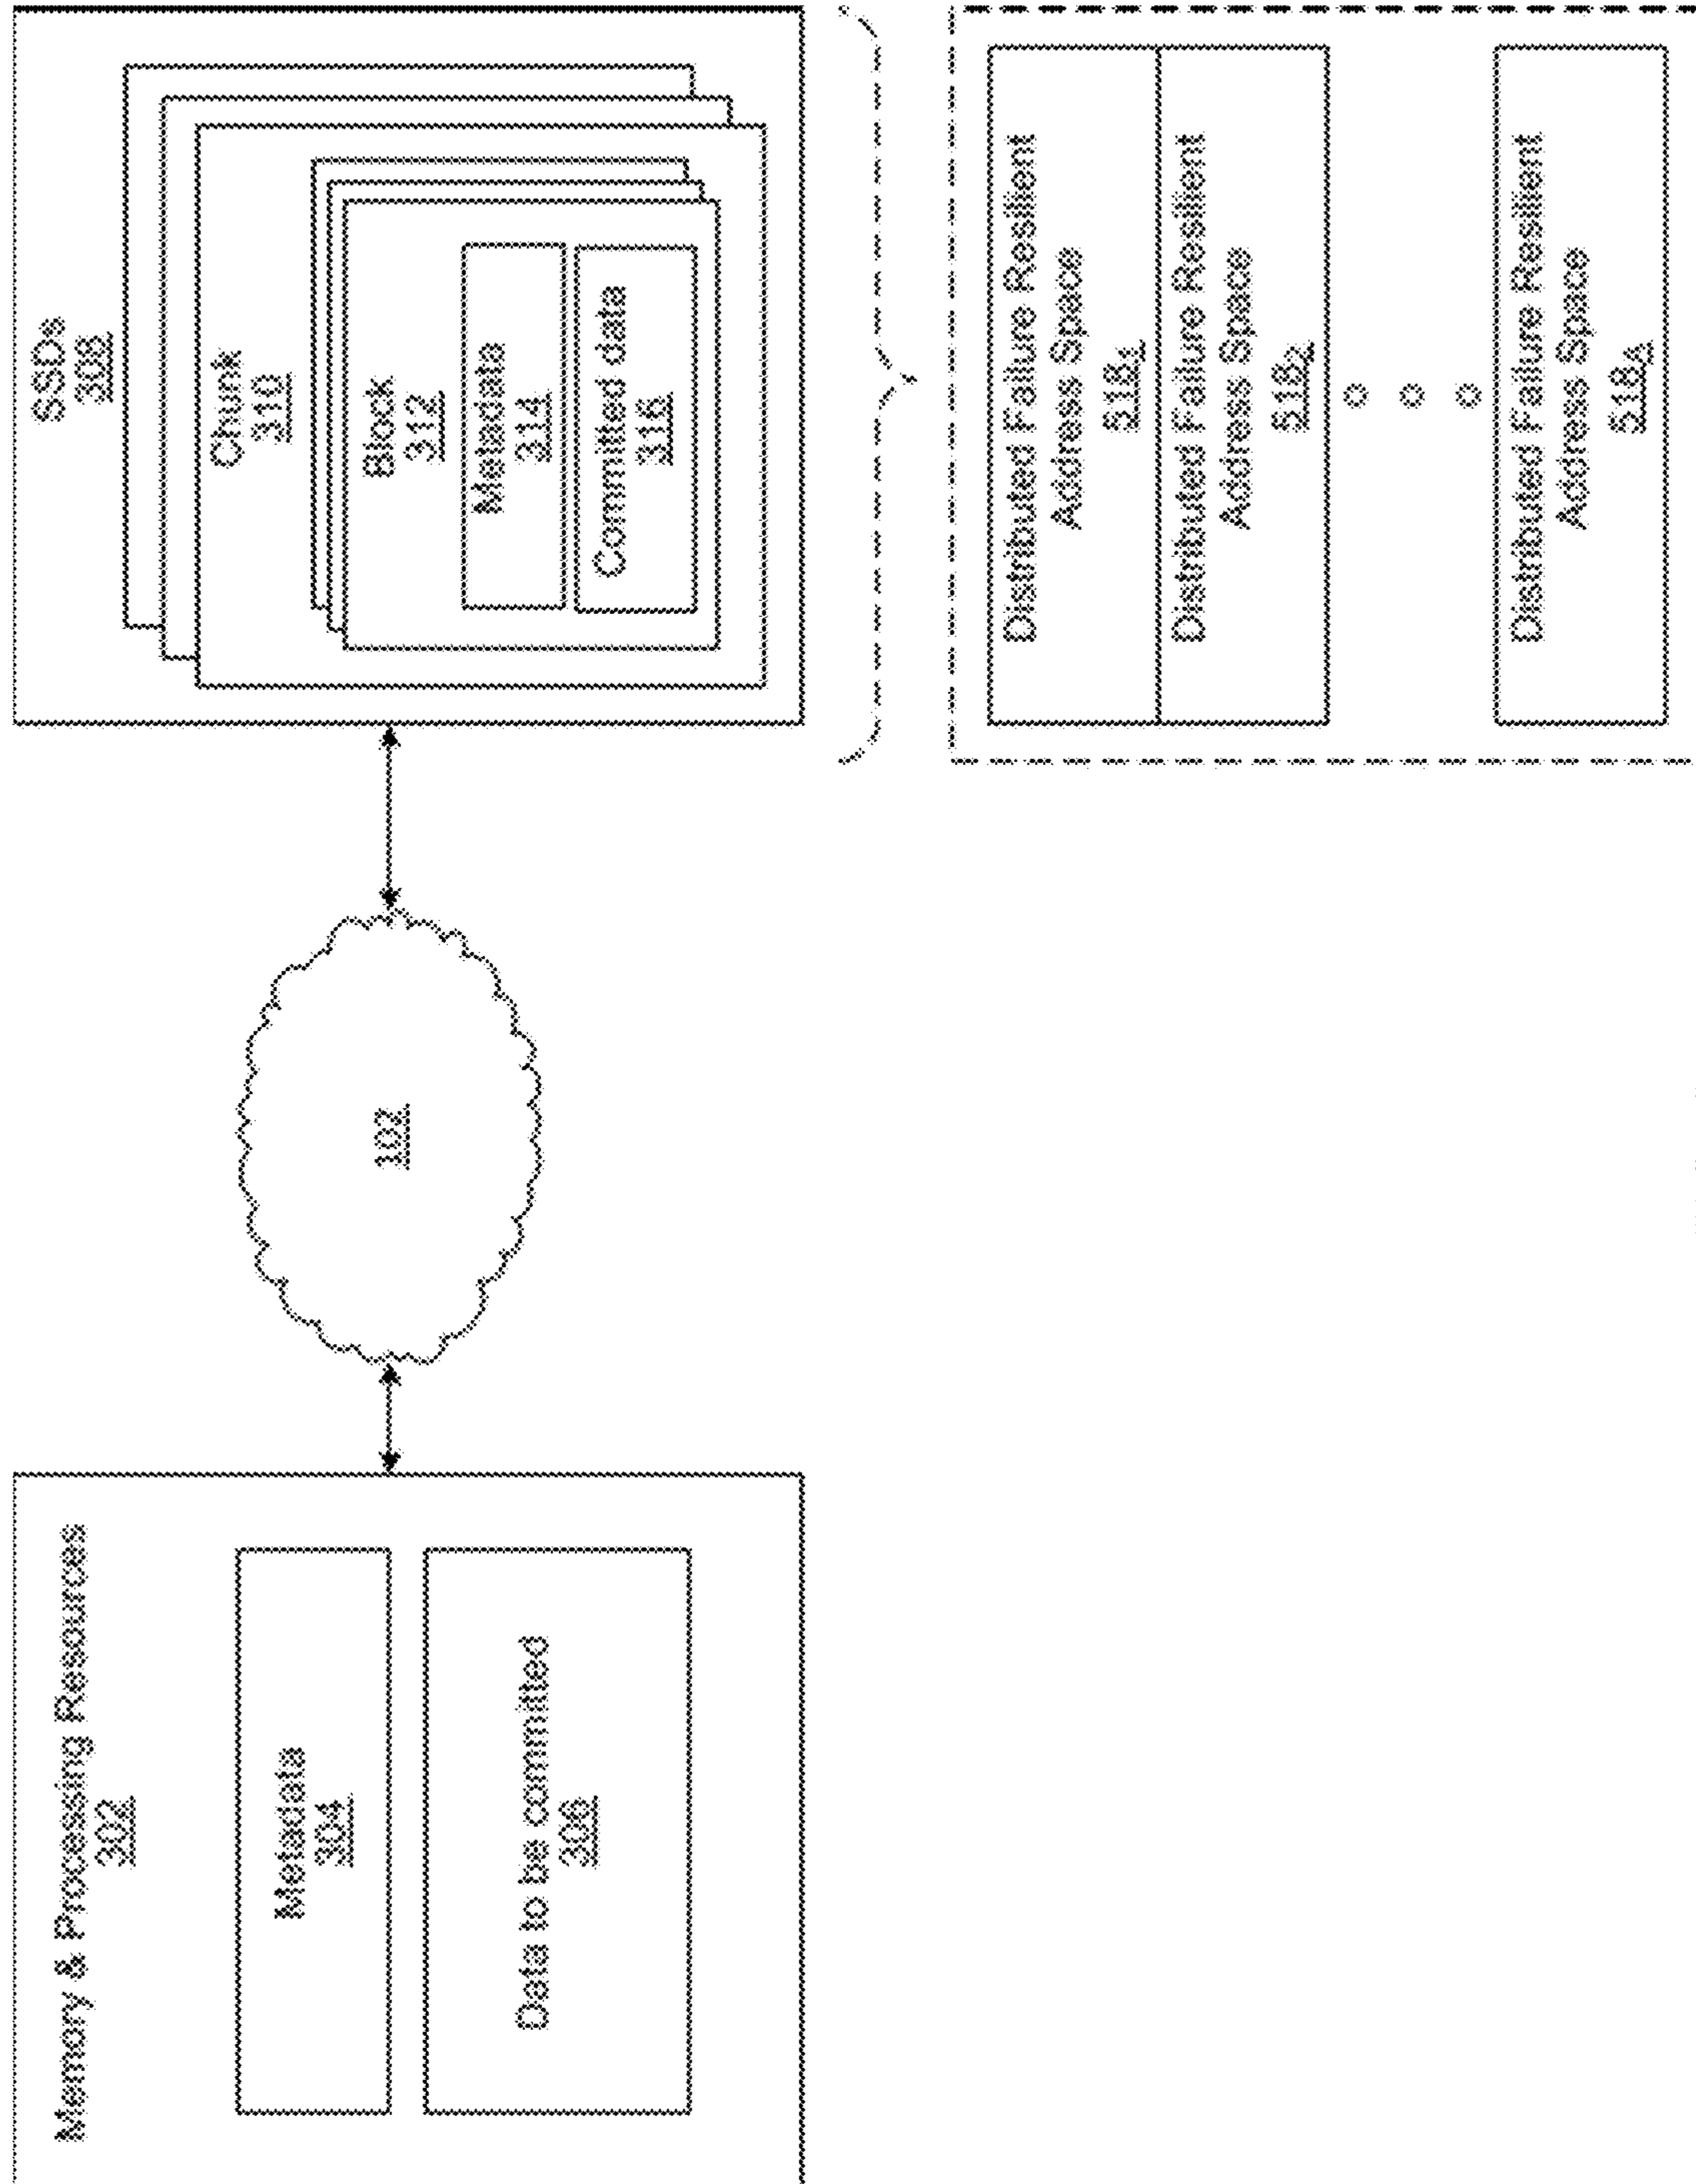 Memory & Processing Resources
302
Metadata
304
Data to be committed
306
102
SSDs
308
Chunk
310
Block
312
Metadata
314
Committed data
316
Distributed Failure Resilient
Address Space
518₁
Distributed Failure Resilient
Address Space
518₂
Distributed Failure Resilient
Address Space
518A